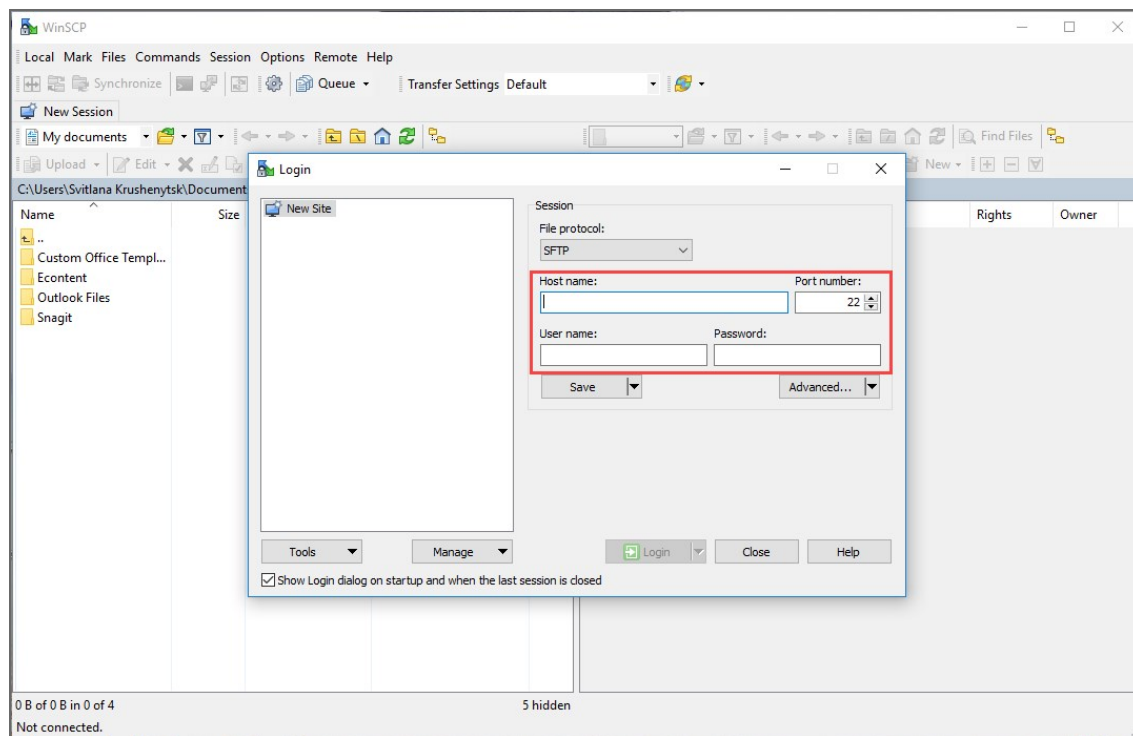 WinSCP
Local Mark Files Commands Session Options Remote Help
Synchronize Queue Transfer Settings Default
New Session
My documents Find Files
Upload Edit New
C:\Users\Svitlana Krushenytsk\Document
Name Size Rights Owner
..
Custom Office Templ...
Econtent
Outlook Files
Snagit
Login
New Site
Session
File protocol:
SFTP
Host name: Port number:
22
User name: Password:
Save Advanced...
Tools Manage Login Close Help
Show Login dialog on startup and when the last session is closed
0 B of 0 B in 0 of 4 5 hidden
Not connected.